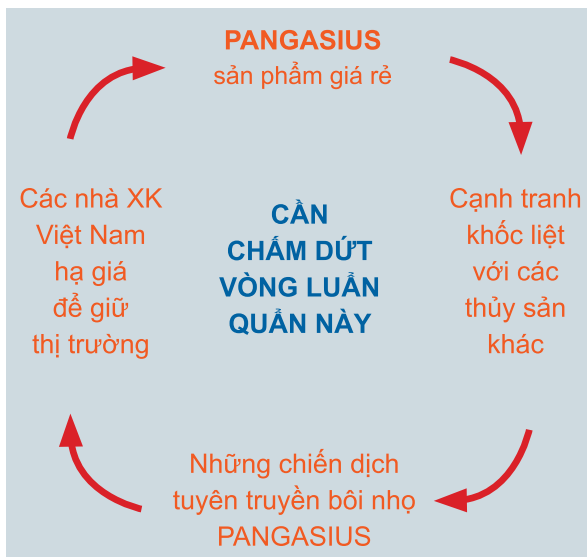 PANGASIUS
sản phẩm giá rẻ
Cạnh tranh
khốc liệt
với các
thủy sản
khác
Những chiến dịch
tuyên truyền bôi nhọ
PANGASIUS
Các nhà XK
Việt Nam
hạ giá
để giữ
thị trường
CẦN
CHẤM DỨT
VÒNG LUẨN
QUẨN NÀY